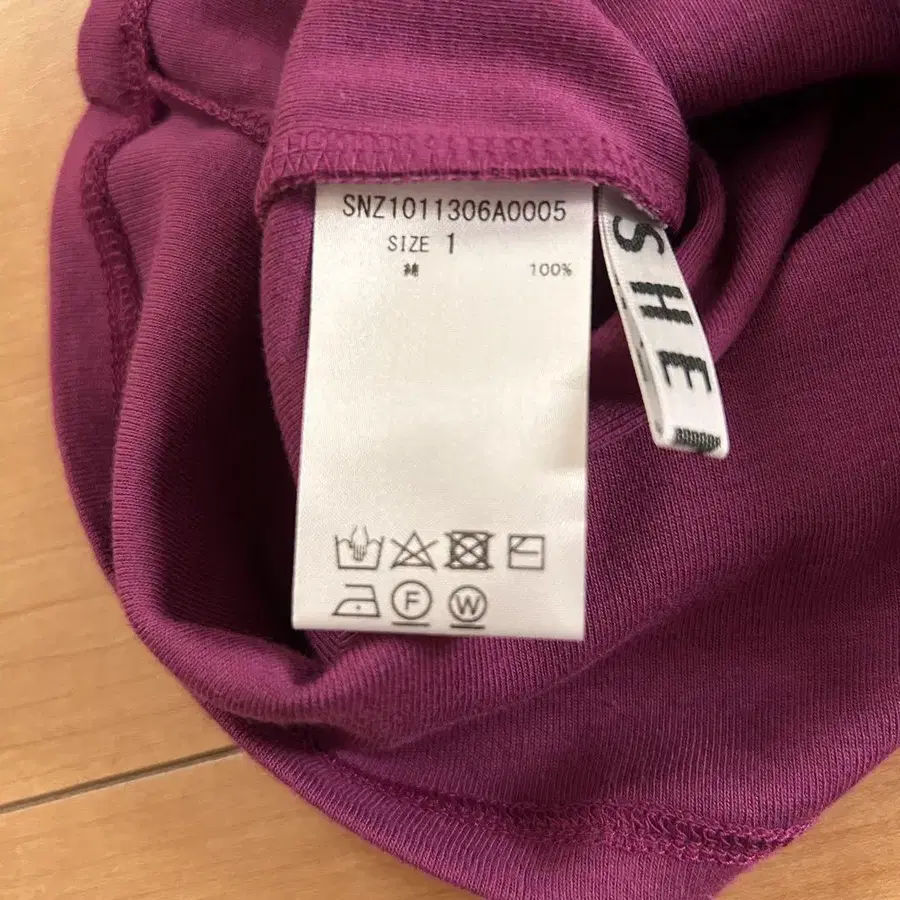 SNZ1011306A0005
SIZE 1
綿 100%
F W
SHE